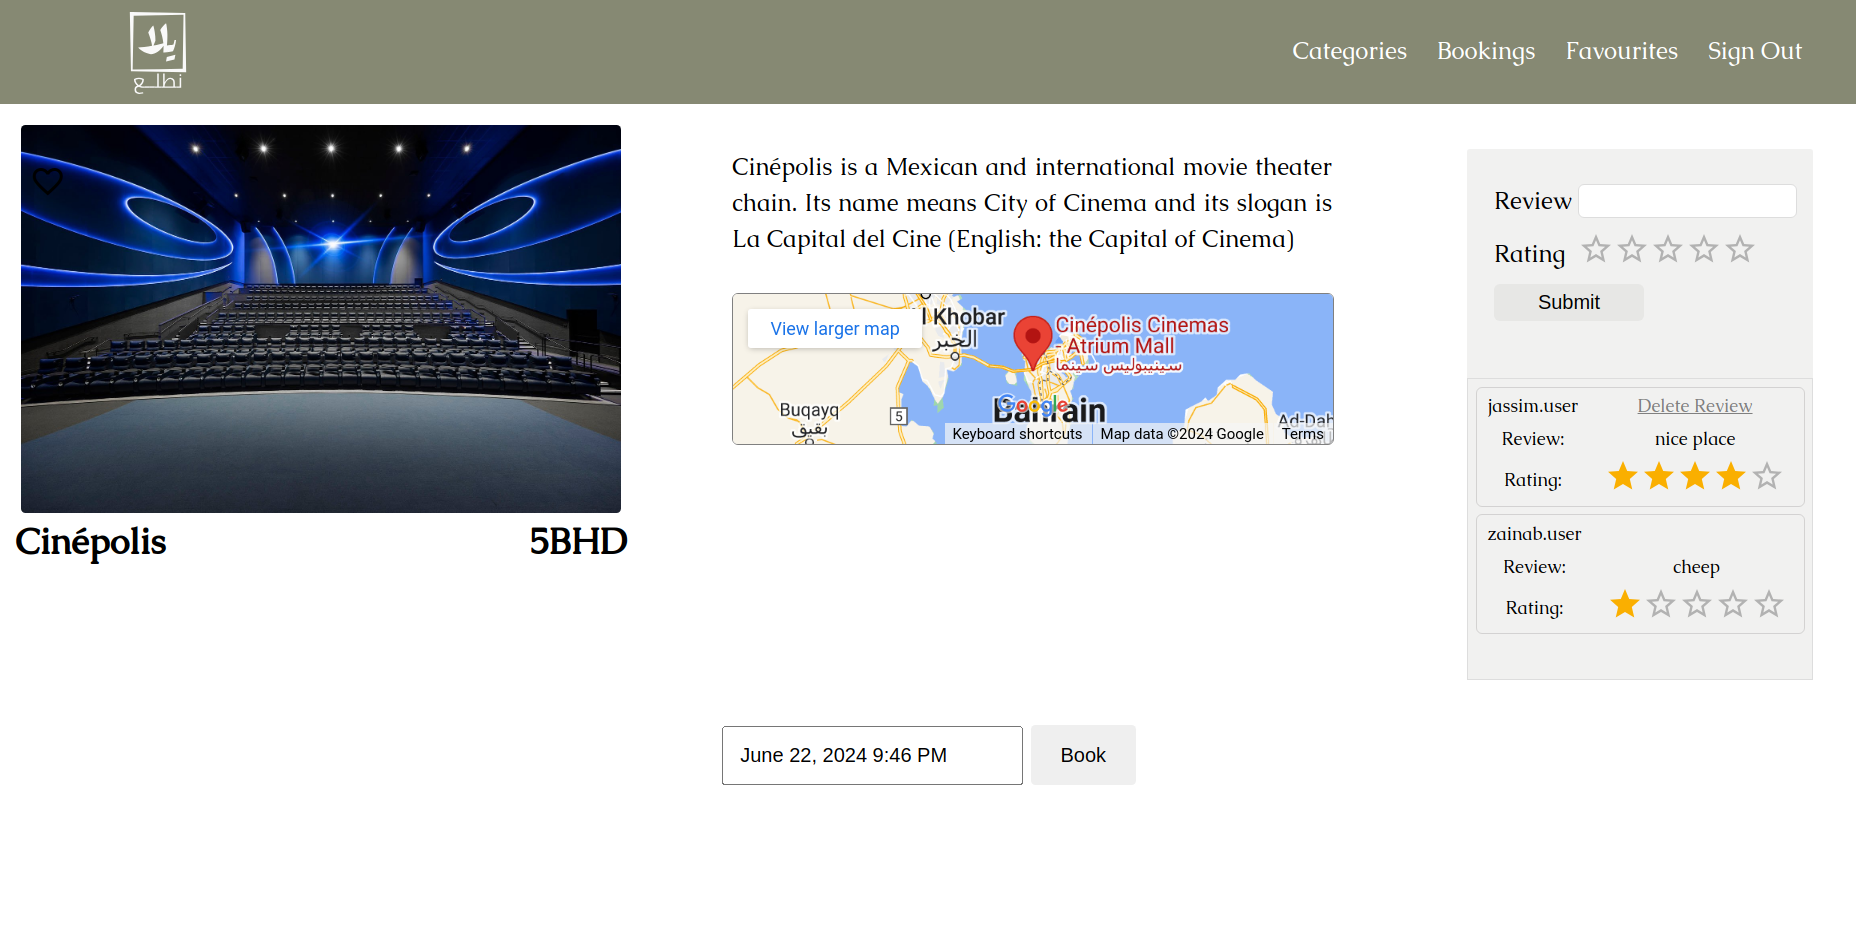 يلا
نطلع
Categories
Bookings
Favourites
Sign Out
Cinépolis
5BHD
Cinépolis is a Mexican and international movie theater
chain. Its name means City of Cinema and its slogan is
La Capital del Cine (English: the Capital of Cinema)
View larger map
l Khobar
الخبر
Cinépolis Cinemas
- Atrium Mall
سينيبوليس سينما
Buqayq
بقيق
5
Bahrain
Google
Ad-Dah
Keyboard shortcuts
Map data ©2024 Google
Terms
Review
Rating
Submit
jassim.user
Delete Review
Review:
nice place
Rating:
zainab.user
Review:
cheep
Rating:
June 22, 2024 9:46 PM
Book